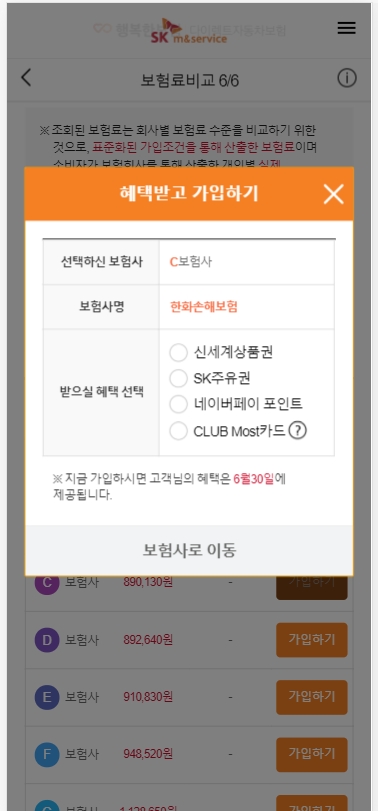 행복한
다이렉트자동차보험
SK m&service
보험료비교 6/6
※조회된 보험료는 회사별 보험료 수준을 비교하기 위한
것으로, 표준화된 가입조건을 통해 산출한 보험료이며
소비자가 보험회사를 통해 산출한 개인별 실제
혜택받고 가입하기
선택하신 보험사 C보험사
보험사명 한화손해보험
받으실 혜택 선택
신세계상품권
SK주유권
네이버페이 포인트
CLUB Most카드 ?
※ 지금 가입하시면 고객님의 혜택은 6월30일에
제공됩니다.
보험사로 이동
C 보험사 890,130원 - 가입하기
D 보험사 892,640원 - 가입하기
E 보험사 910,830원 - 가입하기
F 보험사 948,520원 - 가입하기
보험사